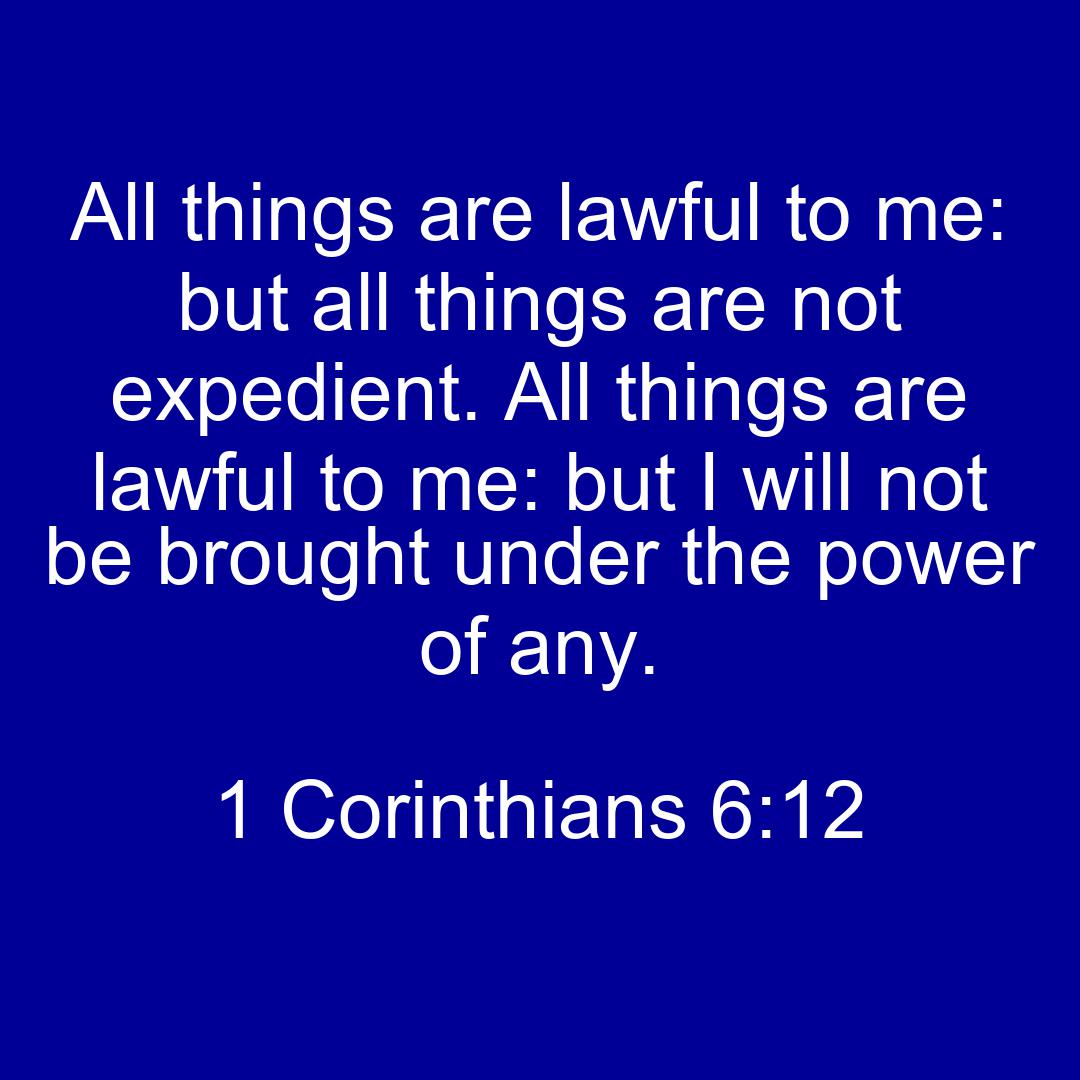 All things are lawful to me:
but all things are not
expedient. All things are
lawful to me: but I will not
be brought under the power
of any.
1 Corinthians 6:12